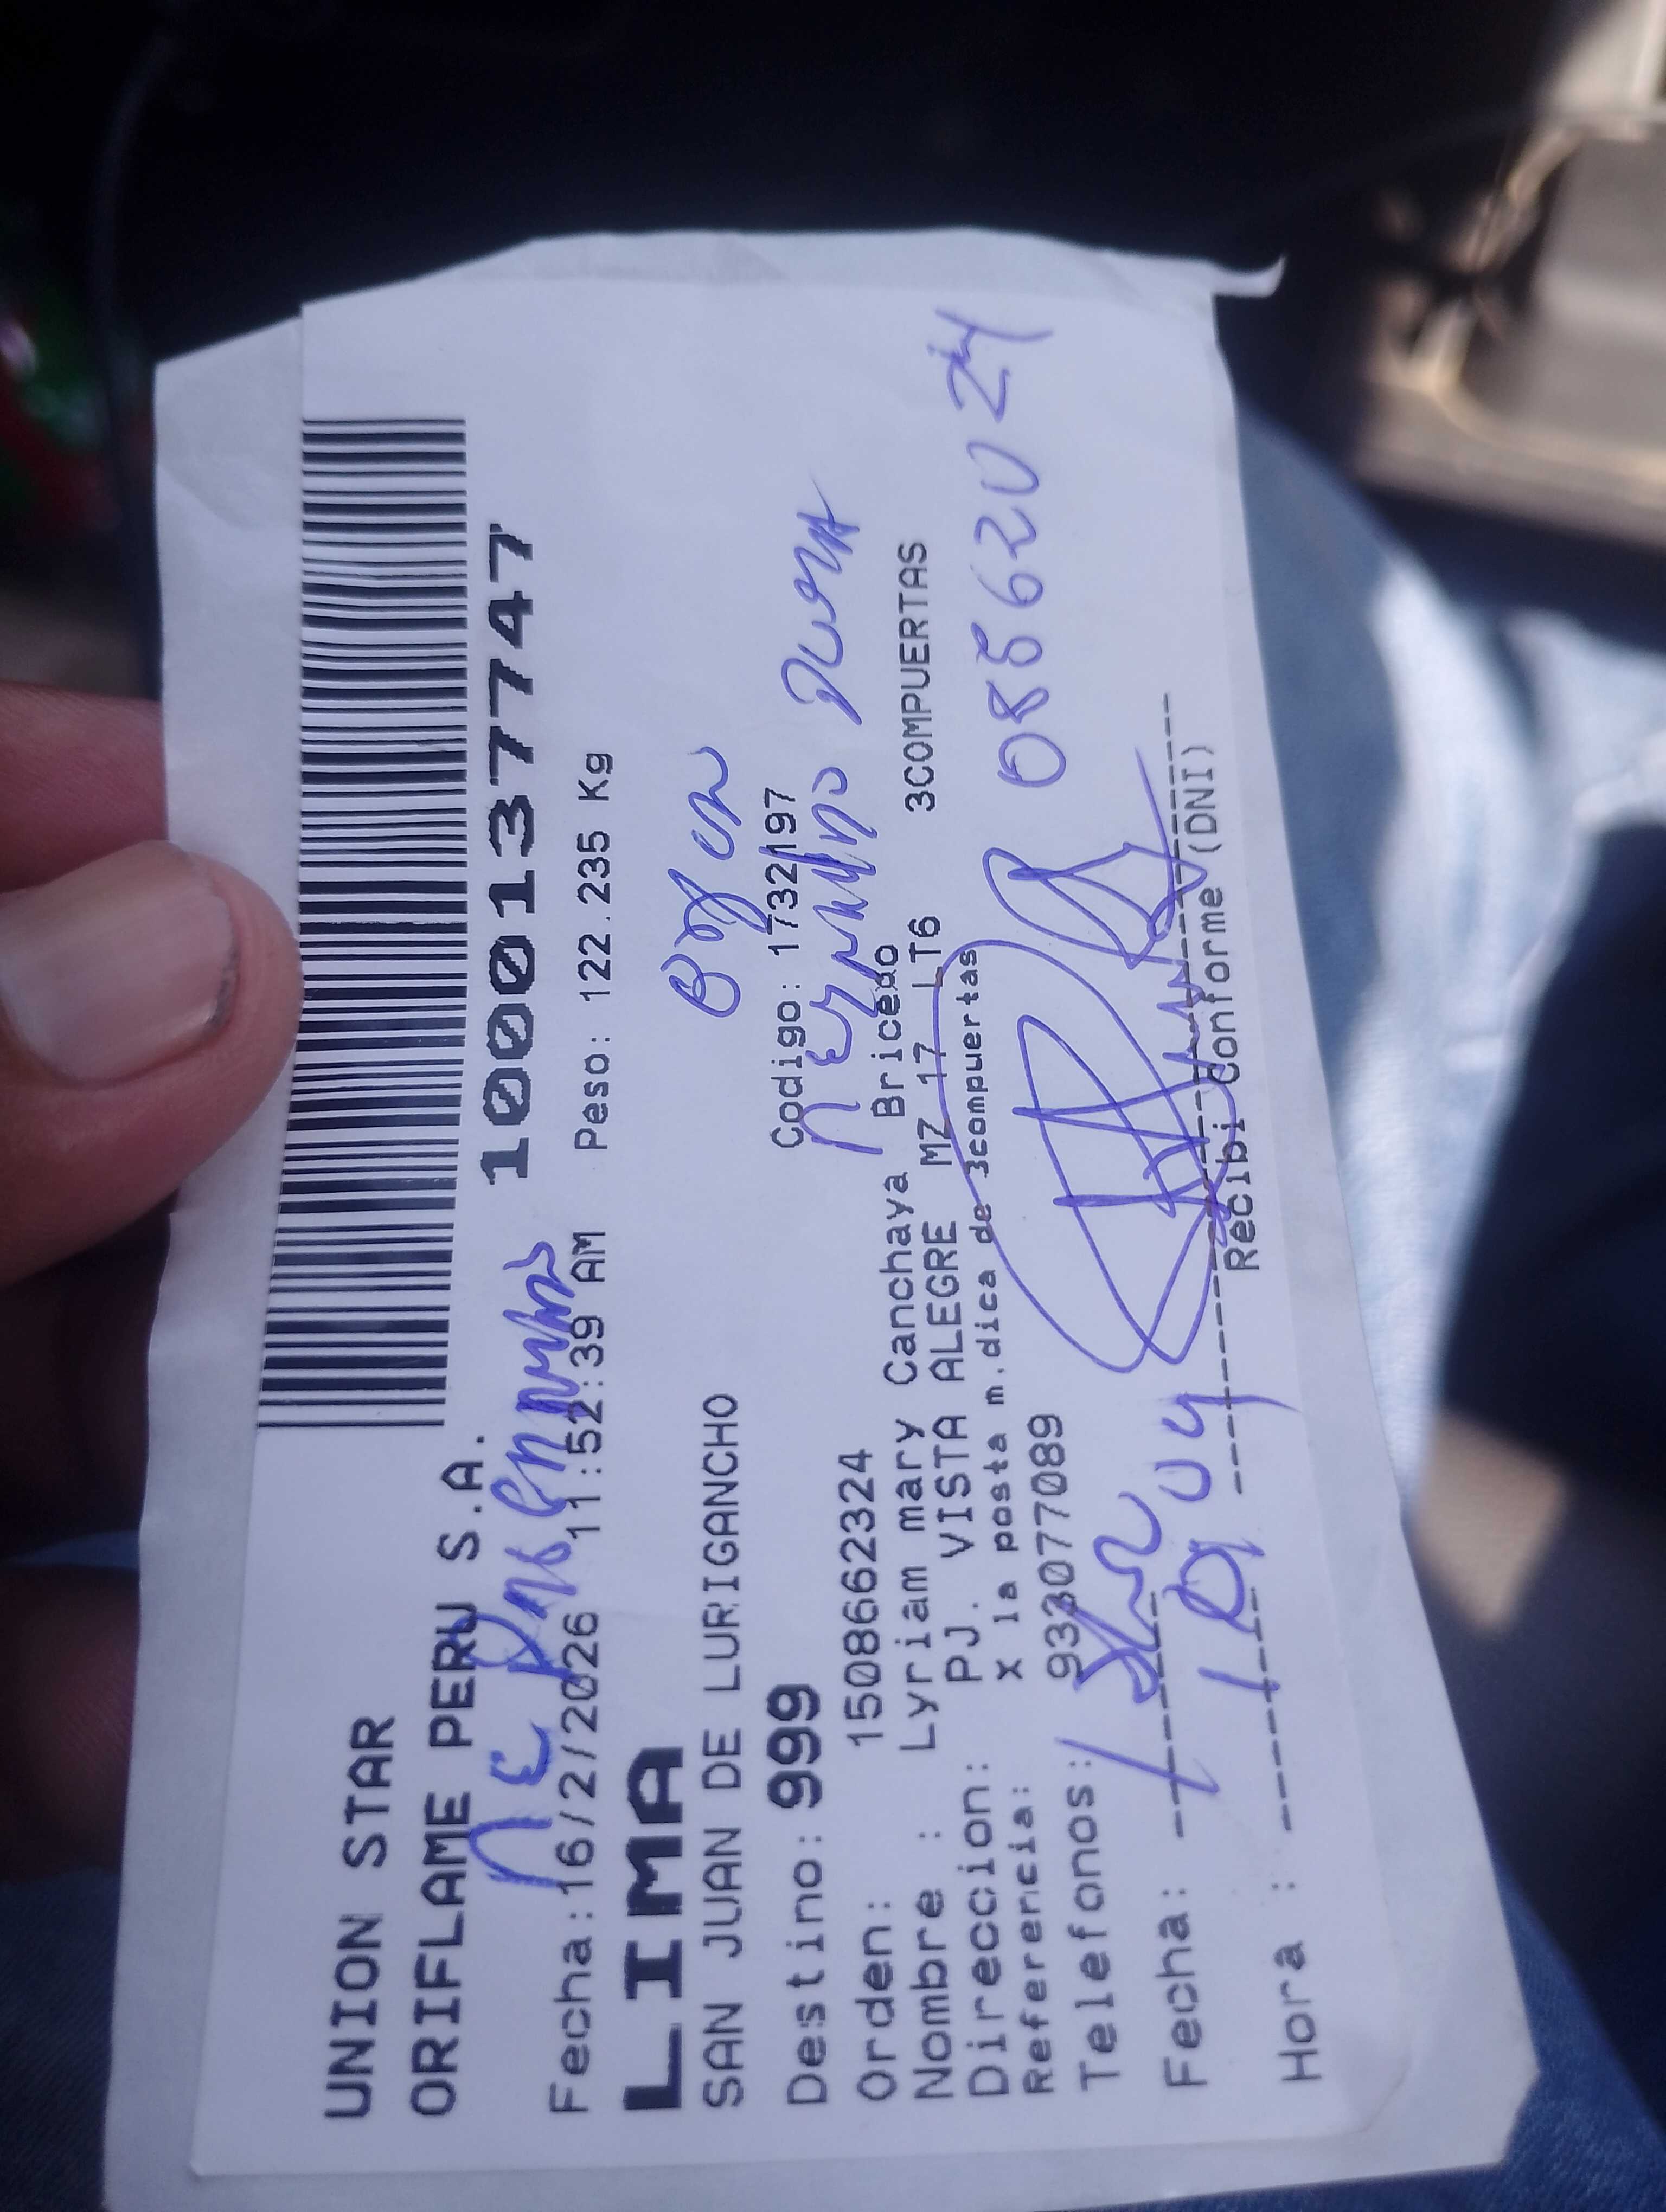 UNION STAR
ORIFLAME PERU S.A.
1000137747
Fecha:16/2/2026 11:52:39 AM Peso: 122.235 Kg
LIMA
SAN JUAN DE LURIGANCHO
Destino: 999 Codigo: 1732197
Orden: 1508662324
Nombre : Lyriam mary Canchaya Briceño
Direccion: PJ. VISTA ALEGRE MZ 17 LT6 3COMPUERTAS
Referencia: x la posta m.dica de 3compuertas
Telefonos: 933077089
08562024
Fecha:
Hora :
Recibi Conforme (DNI)